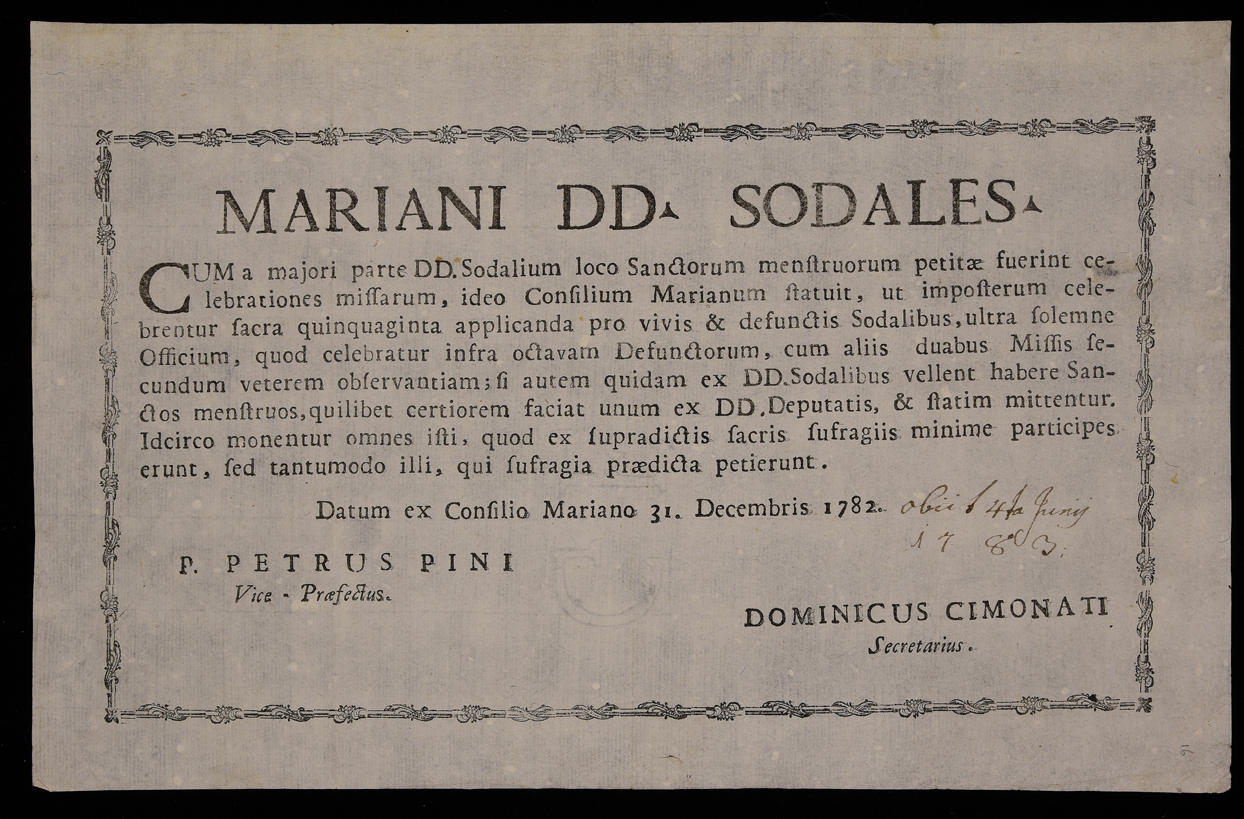 MARIANI DD. SODALES.
CUM a majori parte DD. Sodalium loco Sanctorum menſtruorum petitæ fuerint ce-
lebrationes miſſarum, ideo Conſilium Marianum ſtatuit, ut impoſterum cele-
brentur ſacra quinquaginta applicanda pro vivis & defunctis Sodalibus, ultra ſolemne
Officium, quod celebratur infra octavam Defunctorum, cum aliis duabus Miſſis ſe-
cundum veterem obſervantiam; ſi autem quidam ex DD. Sodalibus vellent habere San-
ctos menſtruos, quilibet certiorem faciat unum ex DD. Deputatis, & ſtatim mittentur.
Idcirco monentur omnes iſti, quod ex ſupradictis ſacris ſufragiis minime participes
erunt, ſed tantumodo illi, qui ſufragia prædicta petierunt.
Datum ex Conſilio Mariano 31. Decembris 1782. obiit 4ta Junij
1783.
P. PETRUS PINI
Vice - Præfectus.
DOMINICUS CIMONATI
Secretarius.